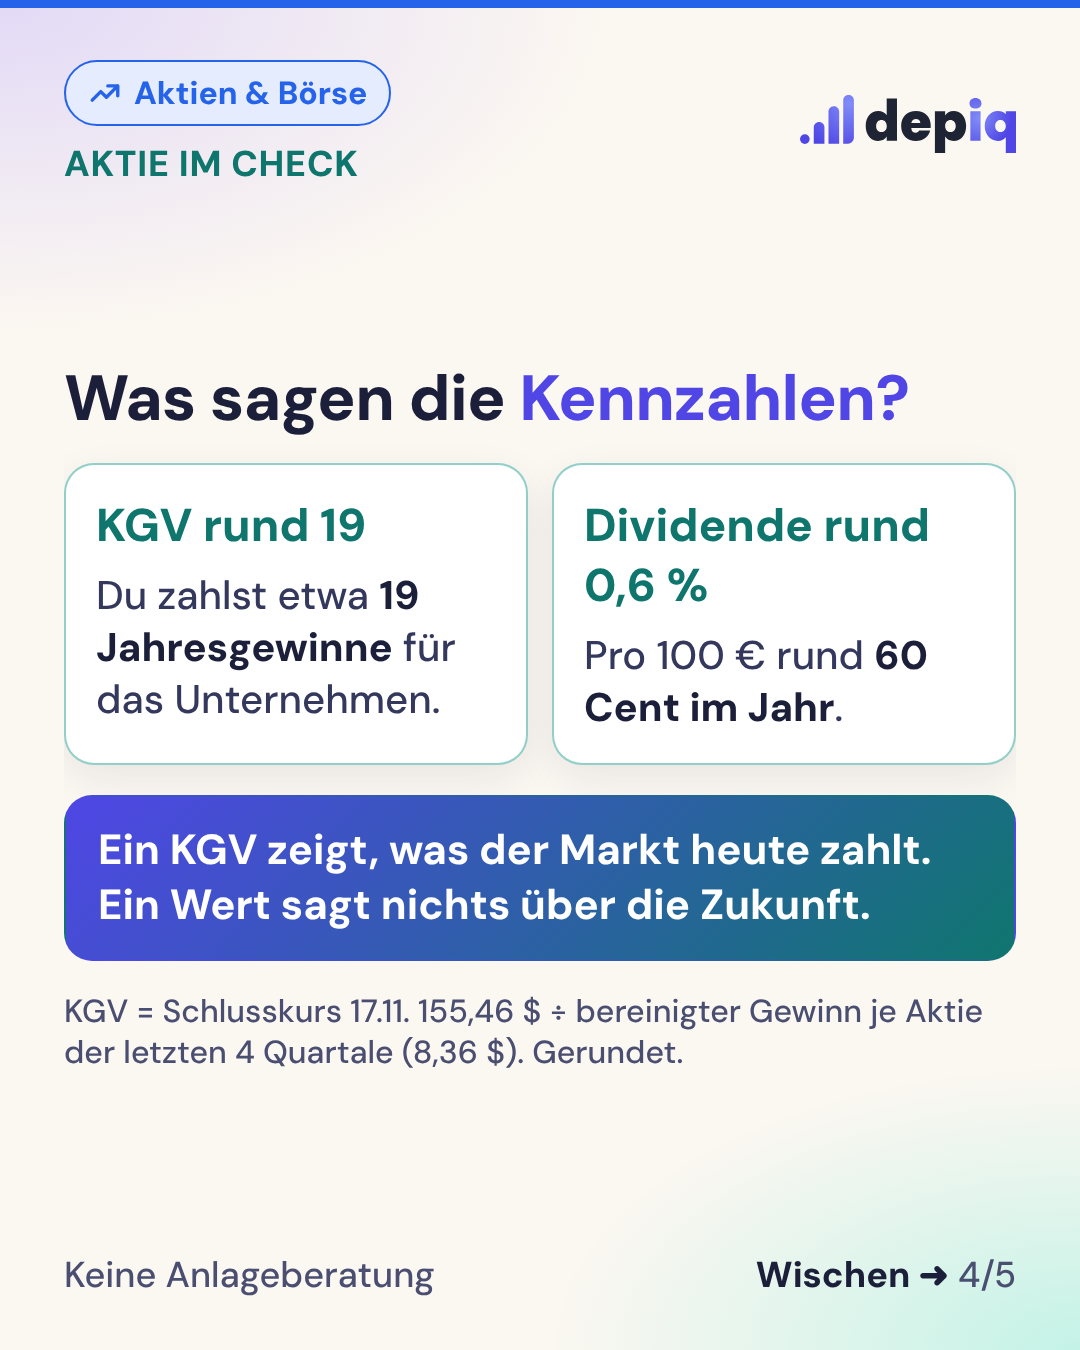 Aktien & Börse
AKTIE IM CHECK
depiq
Was sagen die Kennzahlen?
KGV rund 19
Du zahlst etwa 19
Jahresgewinne für
das Unternehmen.
Dividende rund
0,6 %
Pro 100 € rund 60
Cent im Jahr.
Ein KGV zeigt, was der Markt heute zahlt.
Ein Wert sagt nichts über die Zukunft.
KGV = Schlusskurs 17.11. 155,46 $ ÷ bereinigter Gewinn je Aktie
der letzten 4 Quartale (8,36 $). Gerundet.
Keine Anlageberatung
Wischen ➜ 4/5